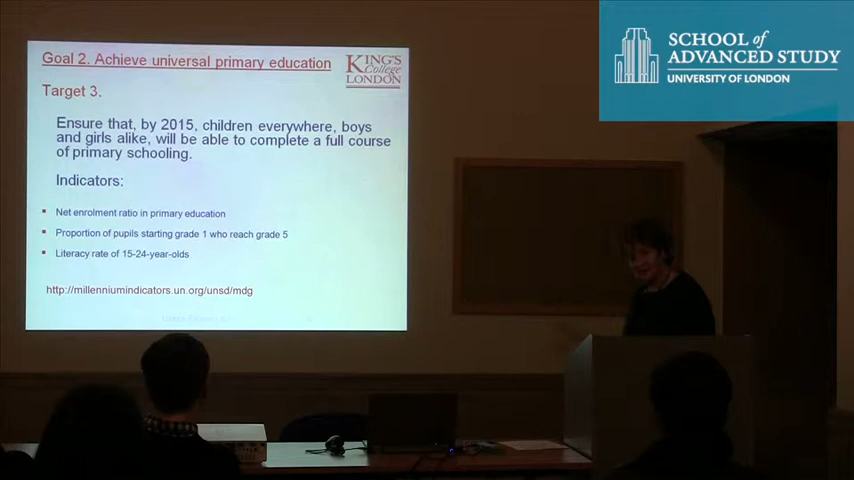 Goal 2. Achieve universal primary education
KING'S
College
LONDON
Target 3.
Ensure that, by 2015, children everywhere, boys
and girls alike, will be able to complete a full course
of primary schooling.
Indicators:
Net enrolment ratio in primary education
Proportion of pupils starting grade 1 who reach grade 5
Literacy rate of 15-24-year-olds
http://millenniumindicators.un.org/unsd/mdg
SCHOOL of
ADVANCED STUDY
UNIVERSITY OF LONDON